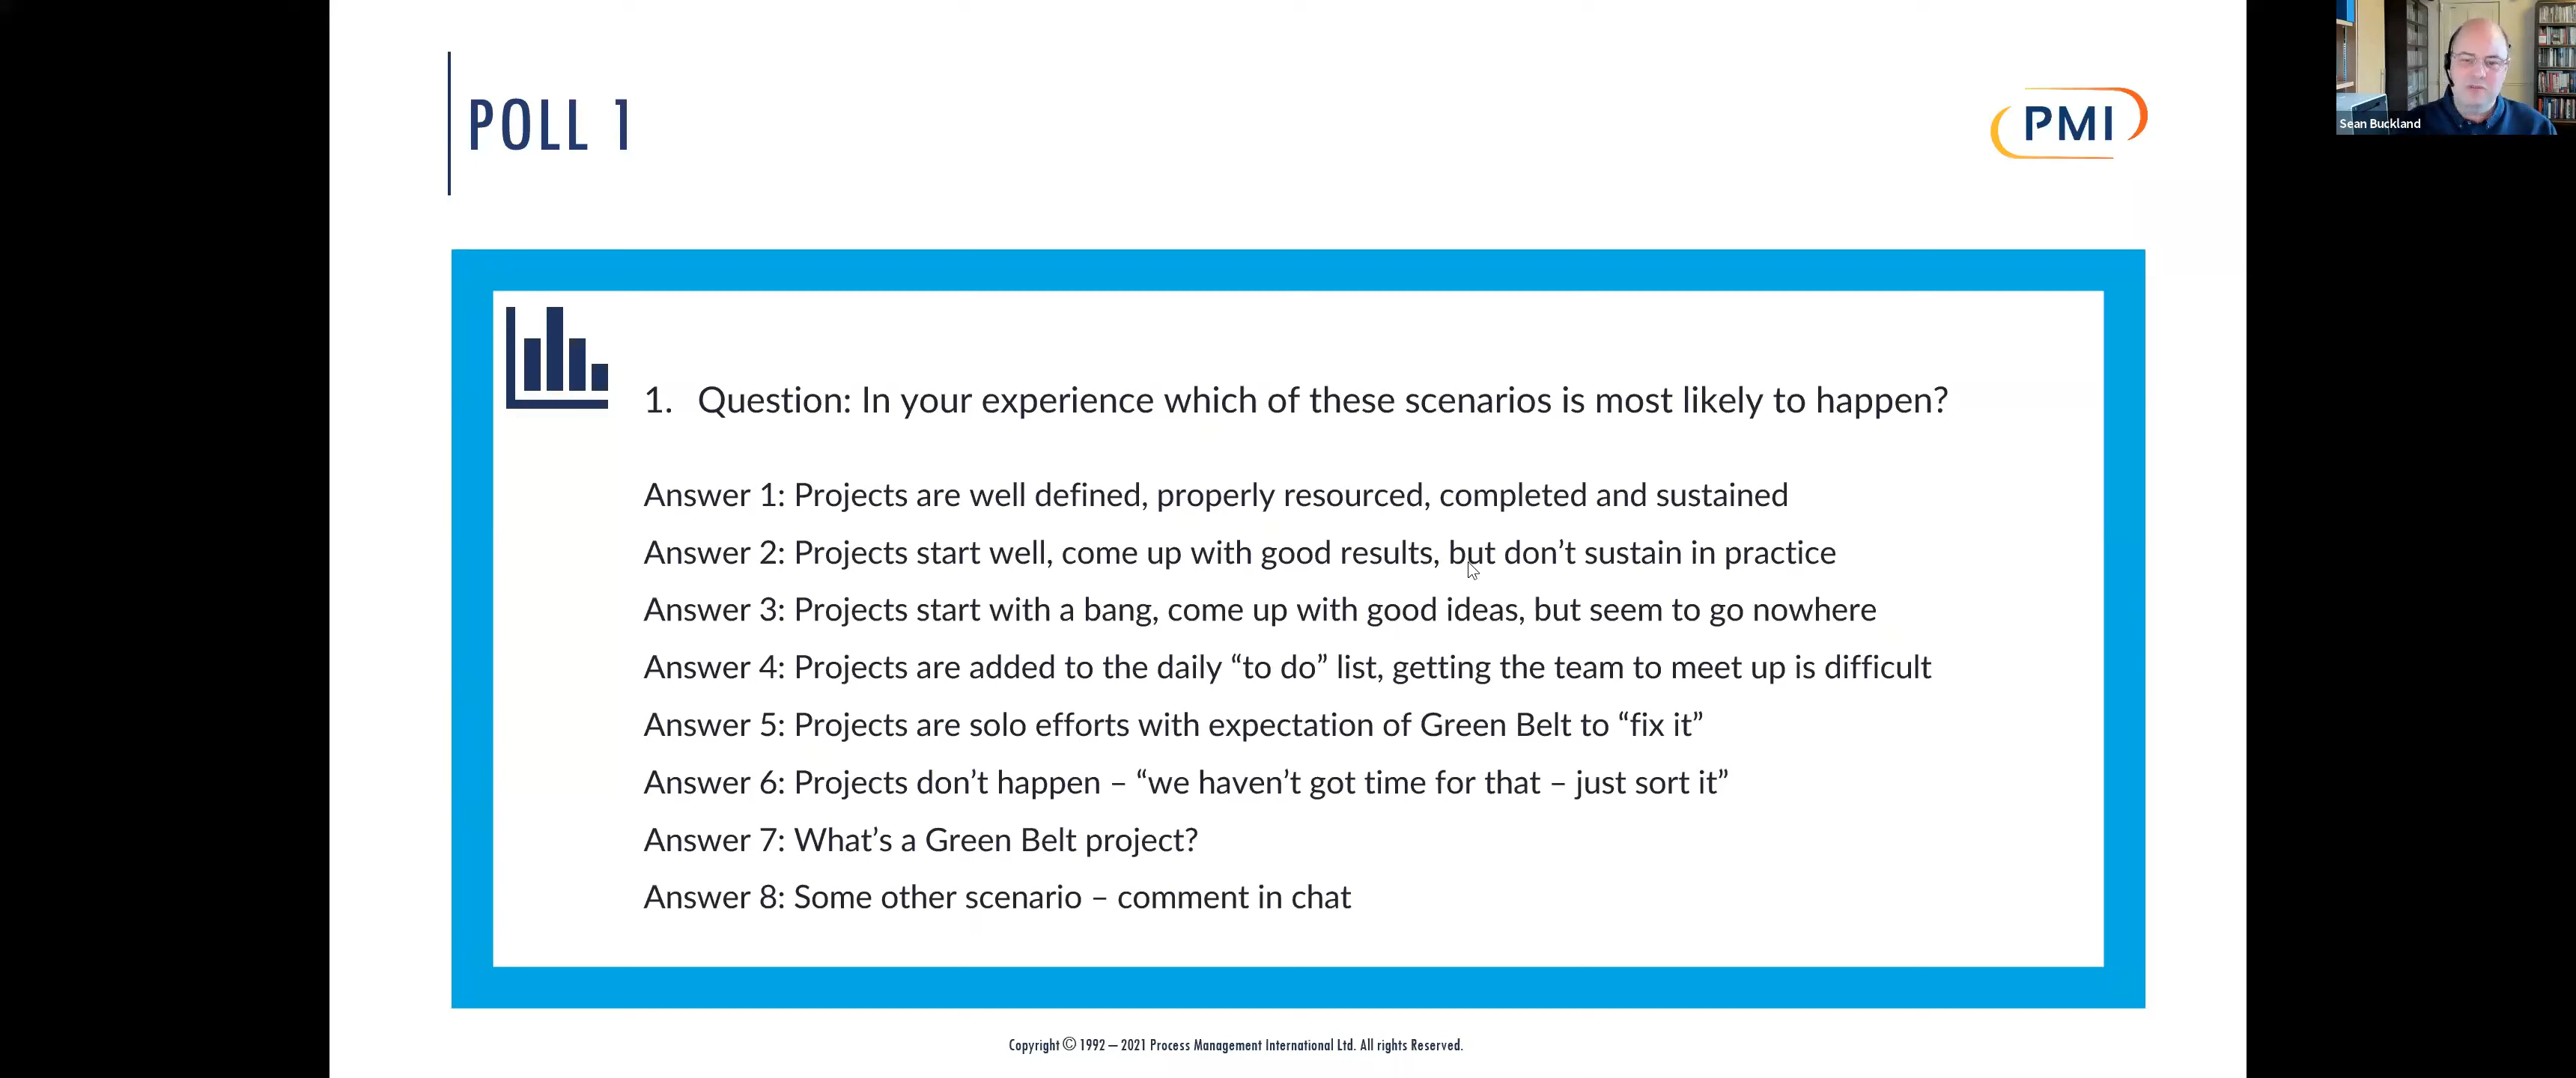 POLL 1
PMI
Sean Buckland
1. Question: In your experience which of these scenarios is most likely to happen?
Answer 1: Projects are well defined, properly resourced, completed and sustained
Answer 2: Projects start well, come up with good results, but don’t sustain in practice
Answer 3: Projects start with a bang, come up with good ideas, but seem to go nowhere
Answer 4: Projects are added to the daily “to do” list, getting the team to meet up is difficult
Answer 5: Projects are solo efforts with expectation of Green Belt to “fix it”
Answer 6: Projects don’t happen – “we haven’t got time for that – just sort it”
Answer 7: What’s a Green Belt project?
Answer 8: Some other scenario – comment in chat
Copyright © 1992 – 2021 Process Management International Ltd. All rights Reserved.